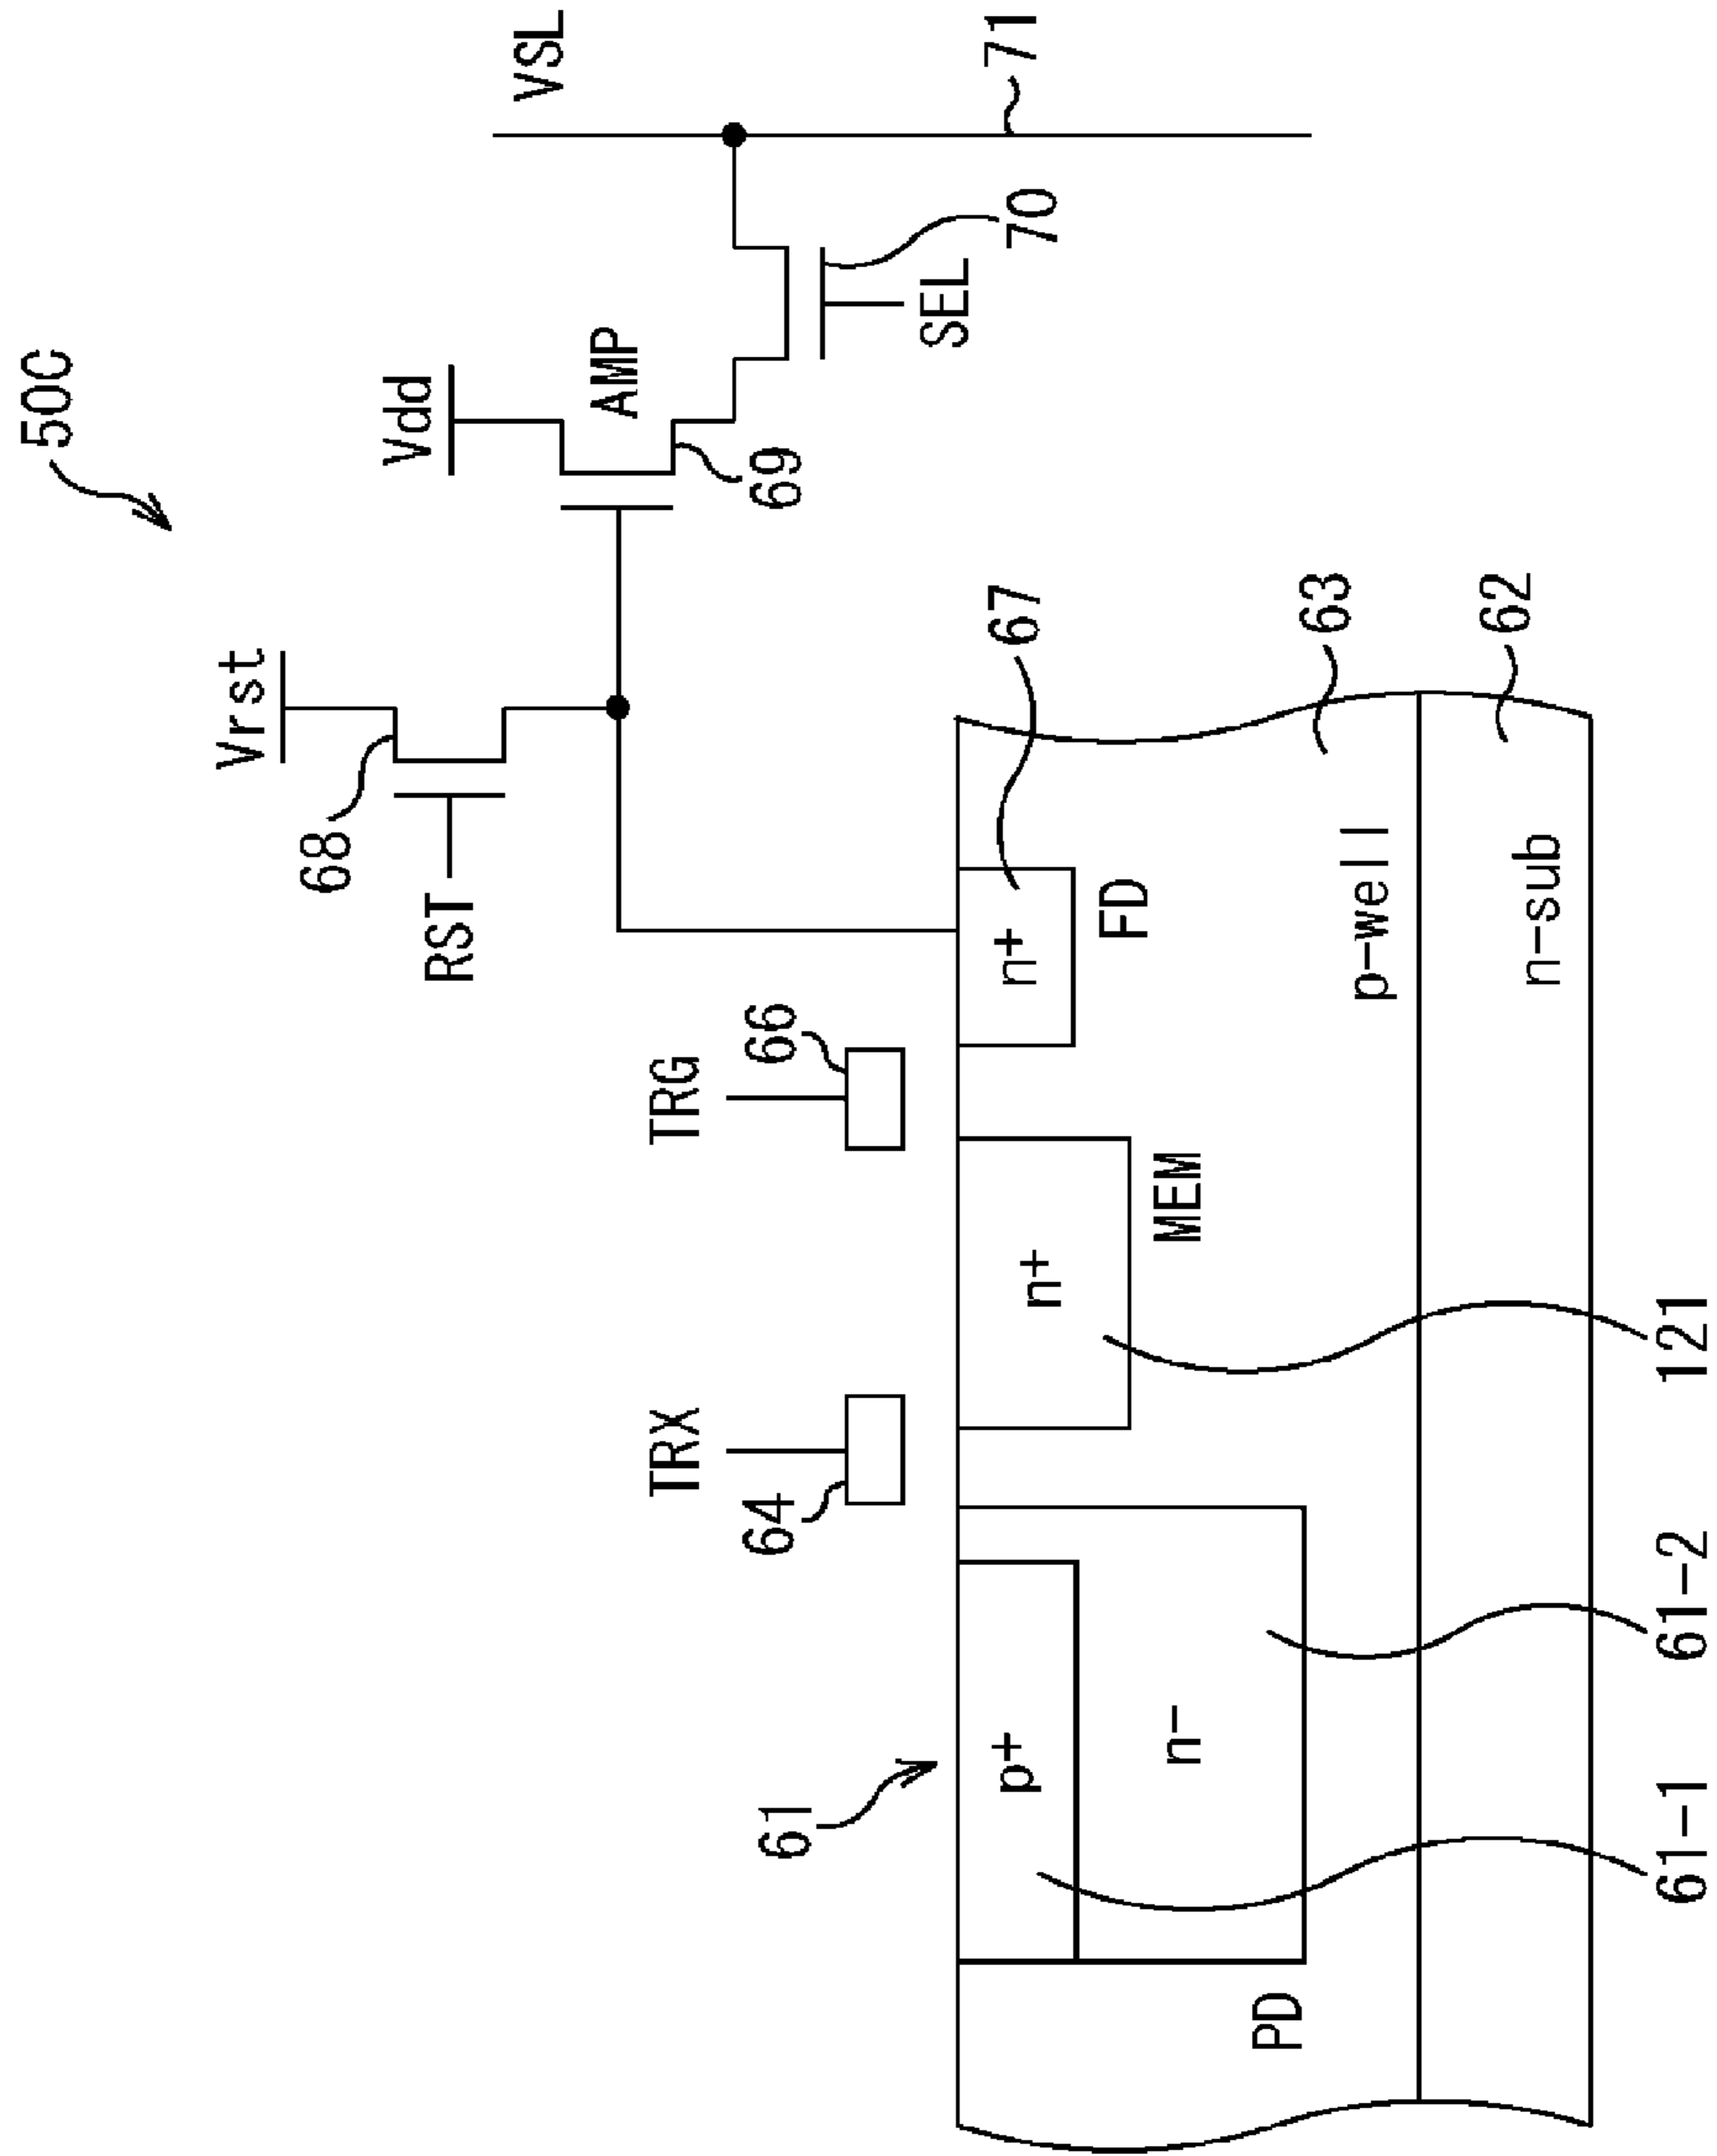 50C
VSL
Vdd
Vrst
AMP
68
69
RST
SEL
70
71
TRX
TRG
64
66
61
67
p+
n+
n+
FD
n-
MEM
63
PD
p-well
62
n-sub
61-1
61-2
121